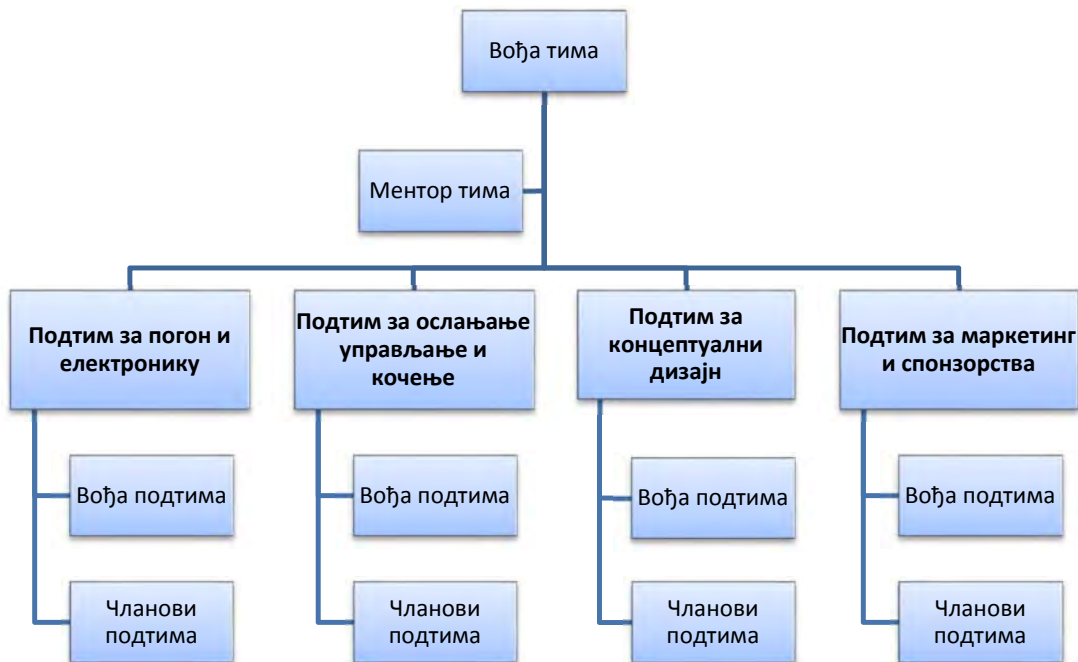 Вођа тима
Ментор тима
Подтим за погон и
електронику
Подтим за ослањање
управљање и
кочење
Подтим за
концептуални
дизајн
Подтим за маркетинг
и спонзорства
Вођа подтима
Вођа подтима
Вођа подтима
Вођа подтима
Чланови
подтима
Чланови
подтима
Чланови
подтима
Чланови
подтима